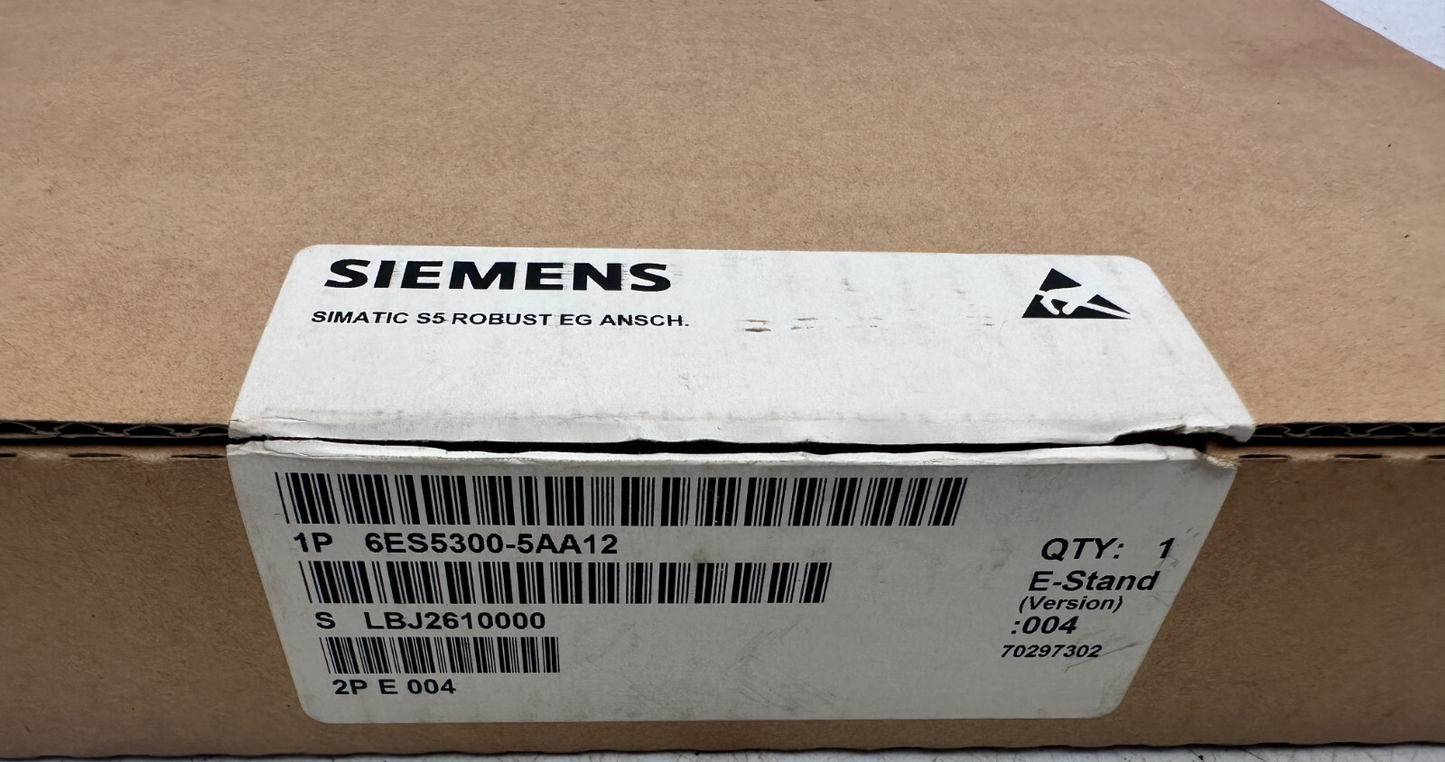 SIEMENS
SIMATIC S5 ROBUST EG ANSCH.
1P 6ES5300-5AA12
QTY: 1
E-Stand
(Version)
S LBJ2610000
:004
70297302
2P E 004